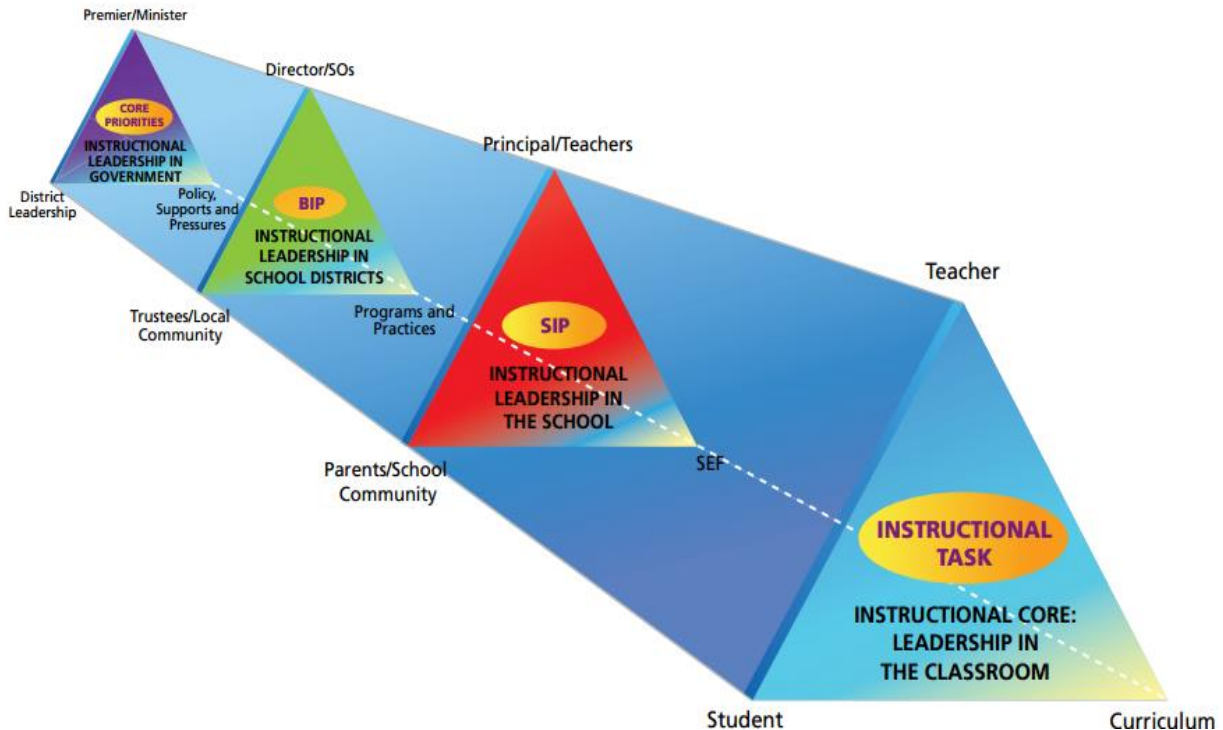 Premier/Minister
CORE
PRIORITIES
INSTRUCTIONAL
LEADERSHIP IN
GOVERNMENT
District
Leadership
Policy,
Supports and
Pressures
Director/SOs
BIP
INSTRUCTIONAL
LEADERSHIP IN
SCHOOL DISTRICTS
Trustees/Local
Community
Programs and
Practices
Principal/Teachers
SIP
INSTRUCTIONAL
LEADERSHIP IN
THE SCHOOL
Parents/School
Community
SEF
Teacher
INSTRUCTIONAL
TASK
INSTRUCTIONAL CORE:
LEADERSHIP IN
THE CLASSROOM
Student
Curriculum